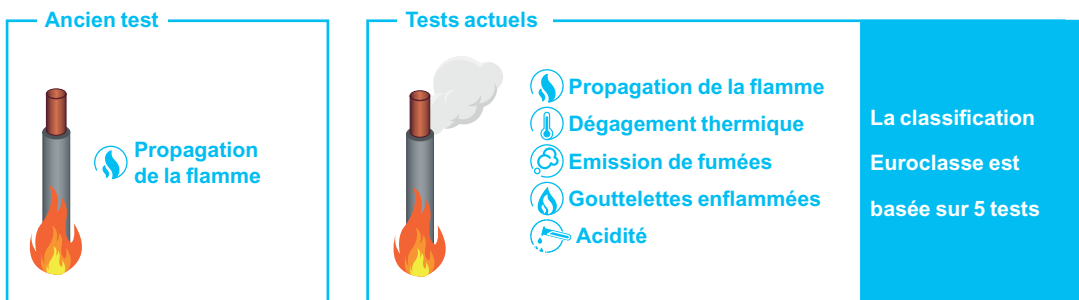 Ancien test
Propagation
de la flamme
Tests actuels
Propagation de la flamme
Dégagement thermique
Emission de fumées
Gouttelettes enflammées
Acidité
La classification
Euroclasse est
basée sur 5 tests